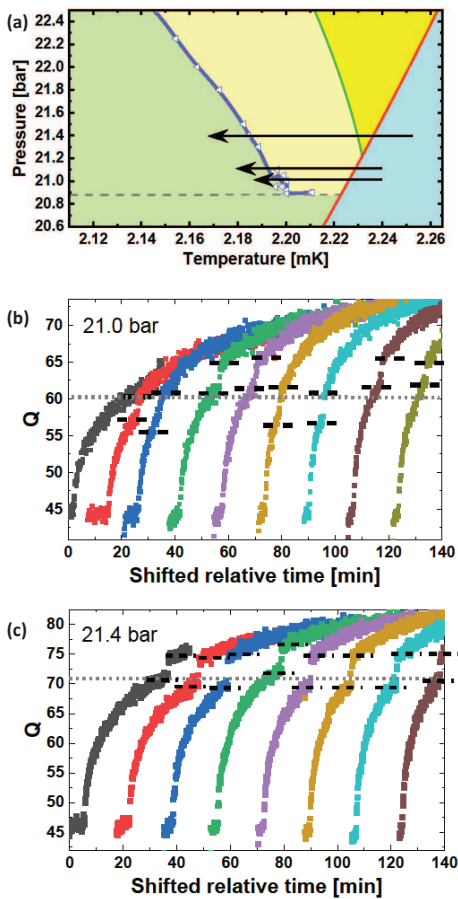 (a)
22.4
22.2
22.0
21.8
21.6
21.4
21.2
21.0
20.8
20.6
Pressure [bar]
2.12 2.14 2.16 2.18 2.20 2.22 2.24 2.26
Temperature [mK]
(b)
21.0 bar
70
65
60
55
50
45
Q
0 20 40 60 80 100 120 140
Shifted relative time [min]
(c)
21.4 bar
80
75
70
65
60
55
50
45
Q
0 20 40 60 80 100 120 140
Shifted relative time [min]